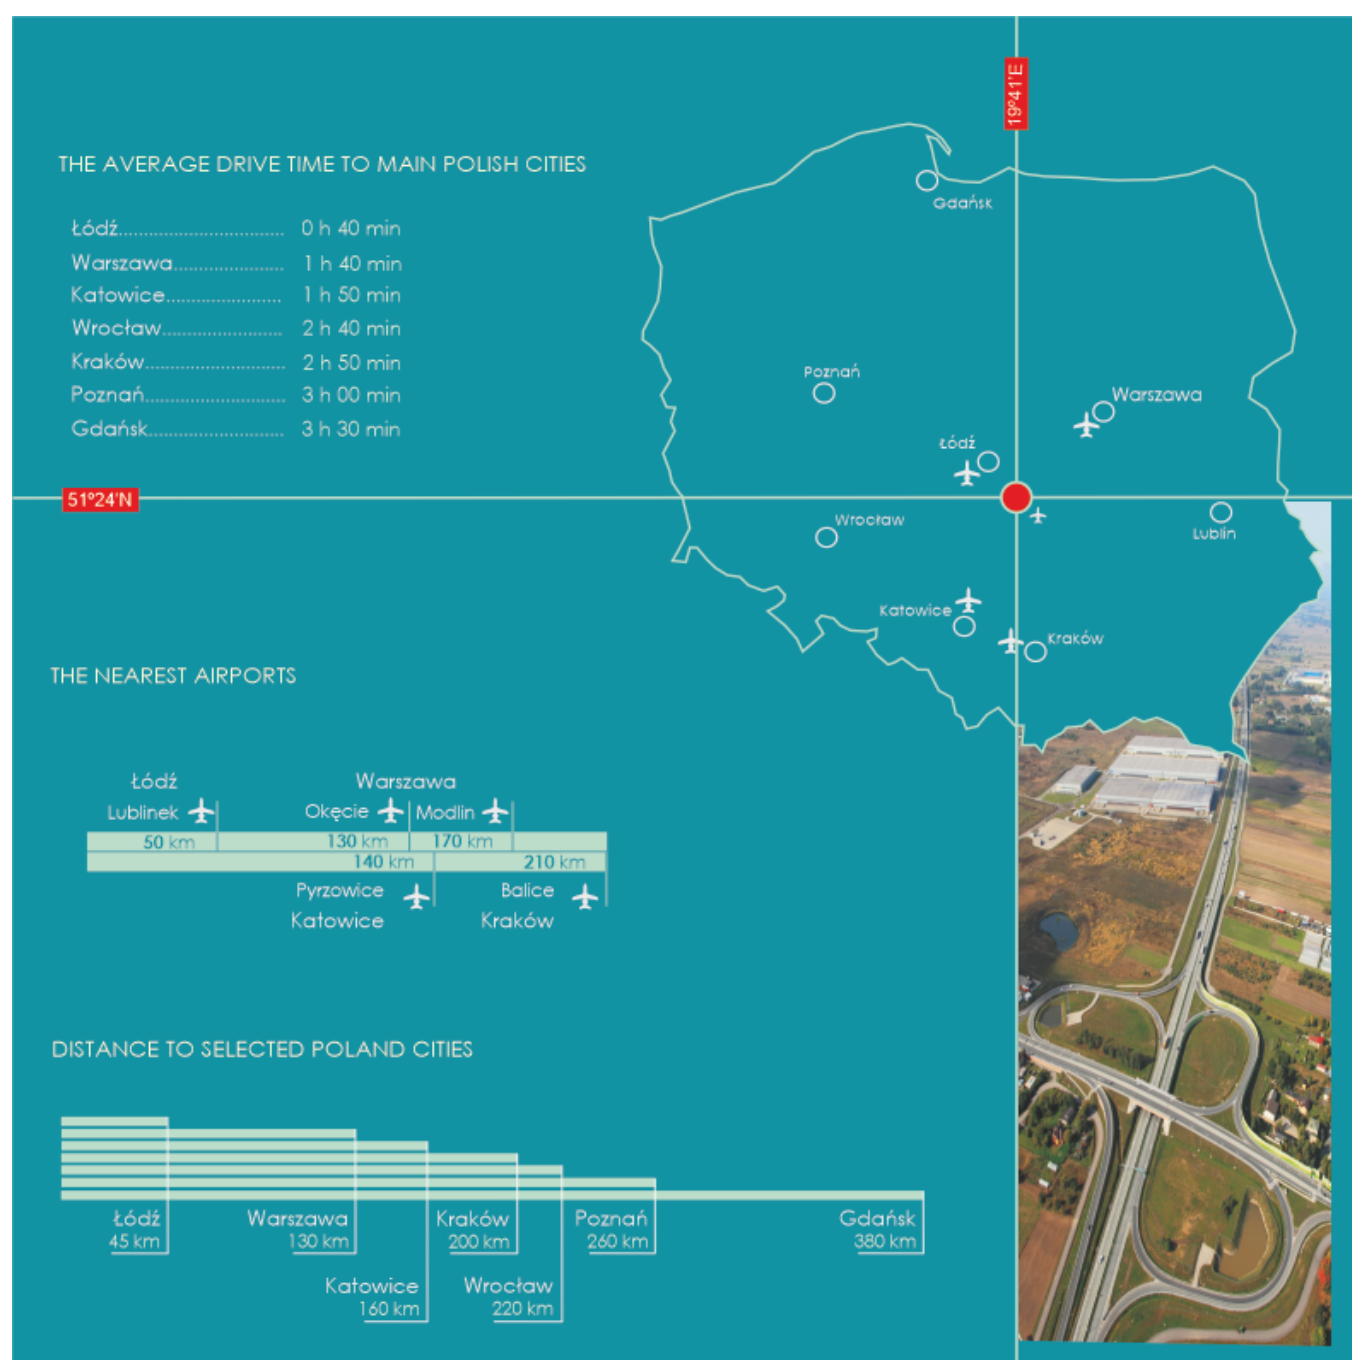 19º41'E
THE AVERAGE DRIVE TIME TO MAIN POLISH CITIES
Łódź................................. 0 h 40 min
Warszawa...................... 1 h 40 min
Katowice....................... 1 h 50 min
Wrocław........................ 2 h 40 min
Kraków............................ 2 h 50 min
Poznań............................ 3 h 00 min
Gdańsk........................... 3 h 30 min
Gdańsk
Poznań
Warszawa
Łódź
51º24'N
Wrocław
Lublin
Katowice
Kraków
THE NEAREST AIRPORTS
Łódź
Warszawa
Lublinek
Okęcie
Modlin
50 km
130 km
170 km
140 km
210 km
Pyrzowice
Balice
Katowice
Kraków
DISTANCE TO SELECTED POLAND CITIES
Łódź
45 km
Warszawa
130 km
Kraków
200 km
Poznań
260 km
Gdańsk
380 km
Katowice
160 km
Wrocław
220 km